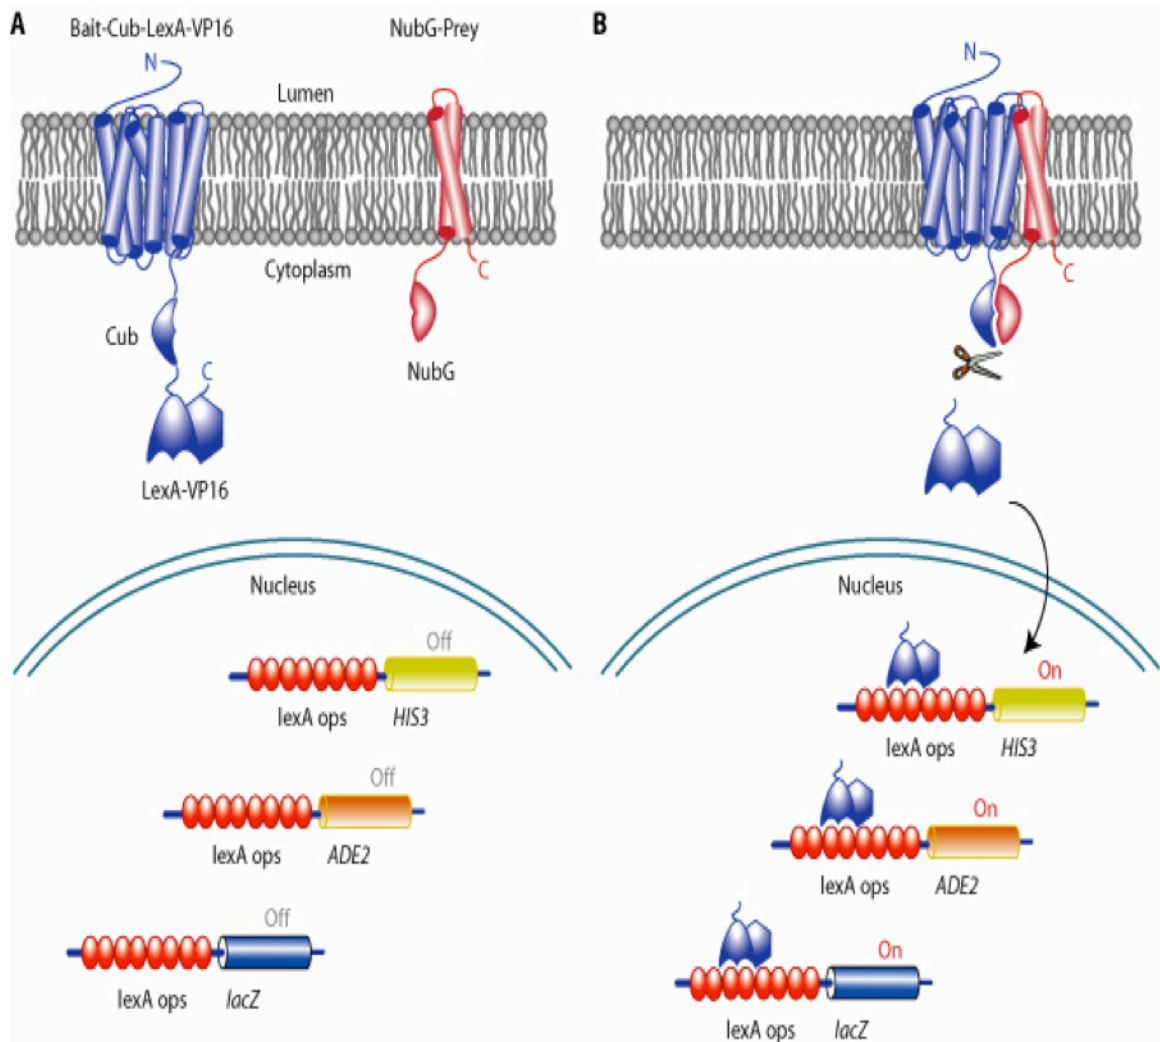 A
Bait-Cub-LexA-VP16
NubG-Prey
N
Lumen
Cytoplasm
C
Cub
NubG
C
LexA-VP16
Nucleus
Off
lexA ops
HIS3
Off
lexA ops
ADE2
Off
lexA ops
lacZ
B
N
C
Nucleus
On
lexA ops
HIS3
On
lexA ops
ADE2
On
lexA ops
lacZ